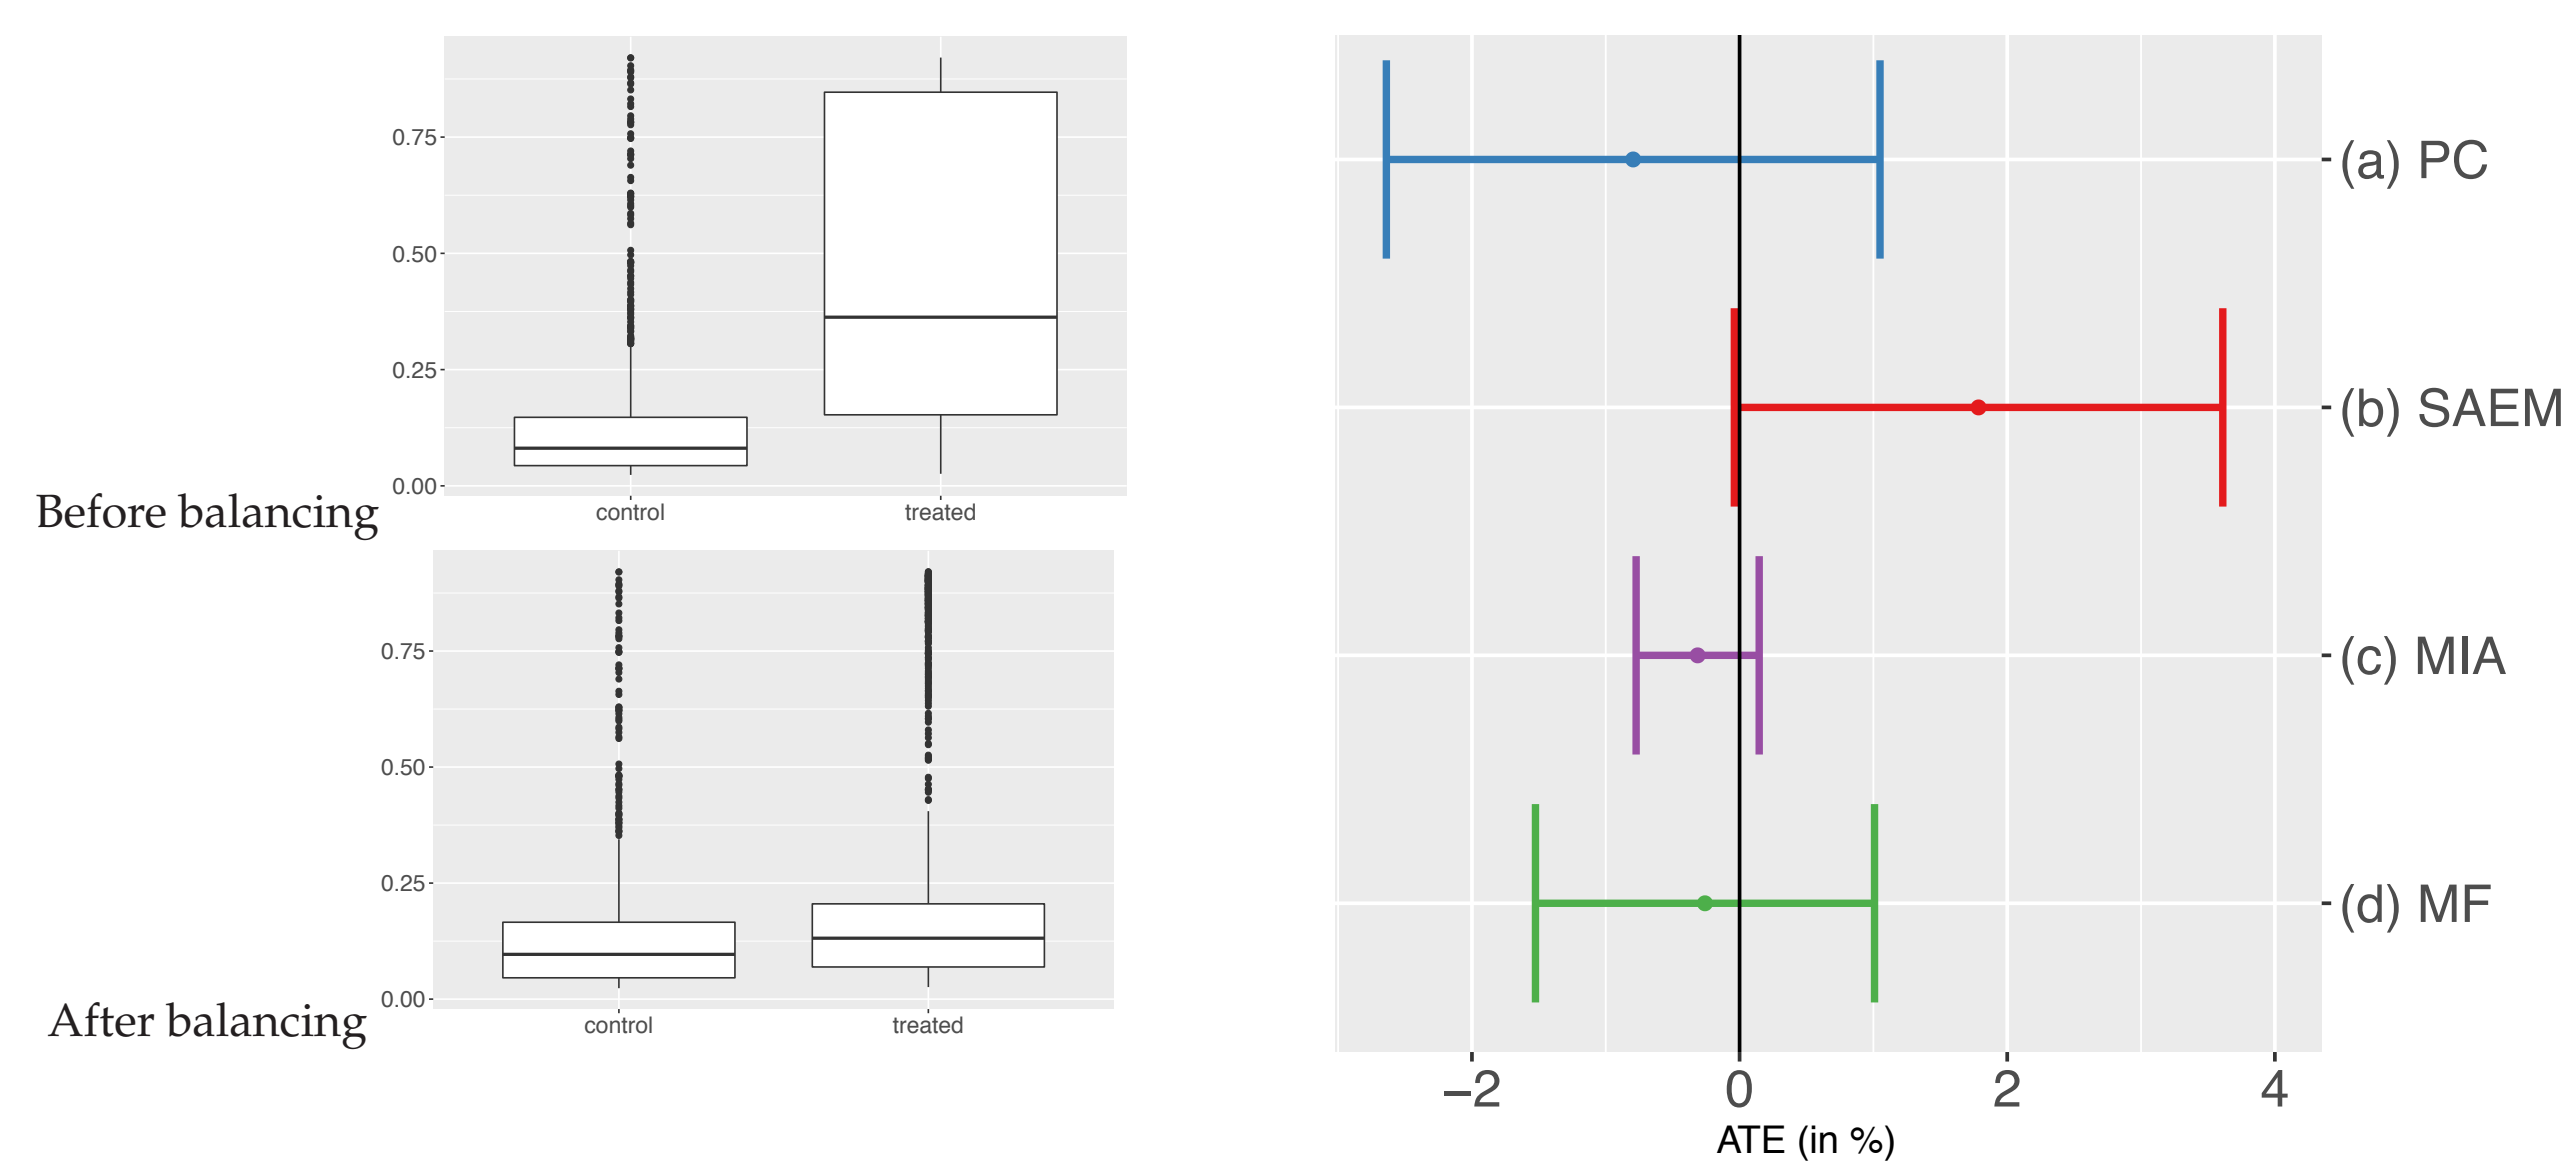 0.75
0.50
0.25
0.00
control treated
Before balancing
0.75
0.50
0.25
0.00
control treated
After balancing
(a) PC
(b) SAEM
(c) MIA
(d) MF
−2 0 2 4
ATE (in %)